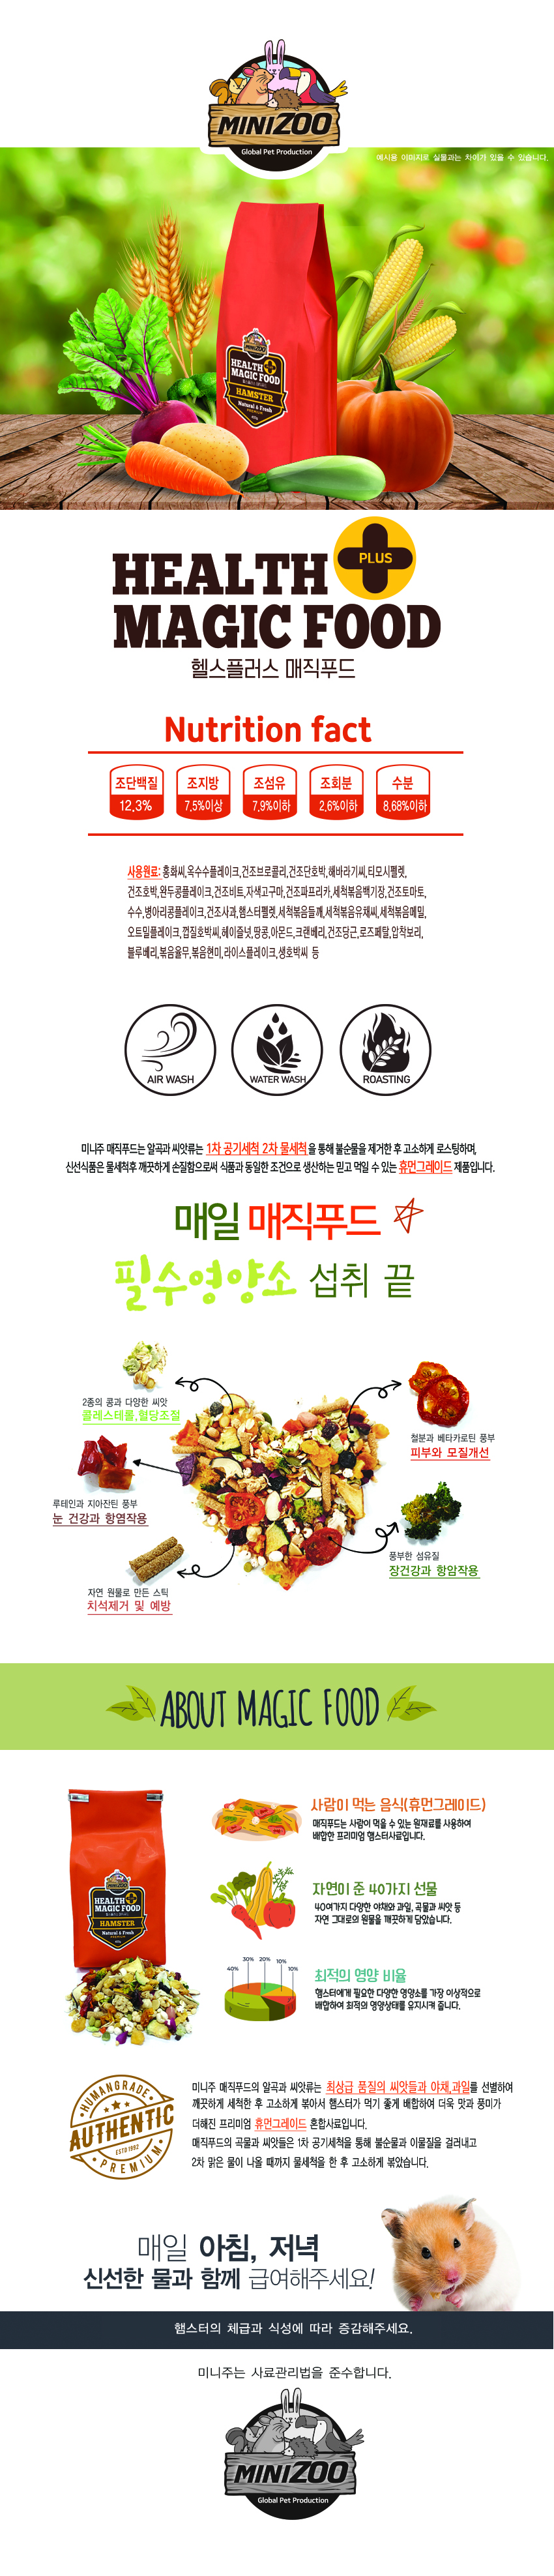 MINIZOO
Global Pet Production
예시용 이미지로 실물과는 차이가 있을 수 있습니다.
MINIZOO
HEALTH
MAGIC FOOD
HAMSTER
Natural & Fresh
PREMIUM
HEALTH PLUS
MAGIC FOOD
헬스플러스 매직푸드
Nutrition fact
조단백질 조지방 조섬유 조회분 수분
12.3% 7.5%이상 7.9%이하 2.6%이하 8.68%이하
사용원료: 홍화씨,옥수수플레이크,건조브로콜리,건조단호박,해바라기씨,티모시펠렛,
건조호박,완두콩플레이크,건조비트,자색고구마,건조파프리카,세척볶음백기장,건조토마토,
수수,병아리콩플레이크,건조사과,햄스터펠렛,세척볶음들깨,세척볶음유채씨,세척볶음메밀,
오트밀플레이크,껍질호박씨,헤이즐넛,땅콩,아몬드,크랜베리,건조당근,로즈페탈,압착보리,
블루베리,볶음율무,볶음현미,라이스플레이크,생호박씨 등
AIR WASH
WATER WASH
ROASTING
미니주 매직푸드는 알곡과 씨앗류는 1차 공기세척 2차 물세척을 통해 불순물을 제거한 후 고소하게 로스팅하며,
신선식품은 물세척후 깨끗하게 손질함으로써 식품과 동일한 조건으로 생산하는 믿고 먹일 수 있는 휴먼그레이드 제품입니다.
매일 매직푸드
필수영양소 섭취 끝
2종의 콩과 다양한 씨앗
콜레스테롤,혈당조절
철분과 베타카로틴 풍부
피부와 모질개선
루테인과 지아잔틴 풍부
눈 건강과 항염작용
풍부한 섬유질
장건강과 항암작용
자연 원물로 만든 스틱
치석제거 및 예방
ABOUT MAGIC FOOD
MINIZOO
HEALTH
MAGIC FOOD
HAMSTER
Natural & Fresh
PREMIUM
사람이 먹는 음식(휴먼그레이드)
매직푸드는 사람이 먹을 수 있는 원재료를 사용하여
배합한 프리미엄 햄스터사료입니다.
자연이 준 40가지 선물
40여가지 다양한 야채와 과일, 곡물과 씨앗 등
자연 그대로의 원물을 깨끗하게 담았습니다.
40% 30% 20% 10% 10%
최적의 영양 비율
햄스터에게 필요한 다양한 영양소를 가장 이상적으로
배합하여 최적의 영양상태를 유지시켜 줍니다.
HUMANGRADE
AUTHENTIC
ESTD 1992
PREMIUM
미니주 매직푸드의 알곡과 씨앗류는 최상급 품질의 씨앗들과 야채,과일를 선별하여
깨끗하게 세척한 후 고소하게 볶아서 햄스터가 먹기 좋게 배합하여 더욱 맛과 풍미가
더해진 프리미엄 휴먼그레이드 혼합사료입니다.
매직푸드의 곡물과 씨앗들은 1차 공기세척을 통해 불순물과 이물질을 걸러내고
2차 맑은 물이 나올 때까지 물세척을 한 후 고소하게 볶았습니다.
매일 아침, 저녁
신선한 물과 함께 급여해주세요!
햄스터의 체급과 식성에 따라 증감해주세요.
미니주는 사료관리법을 준수합니다.
MINIZOO
Global Pet Production